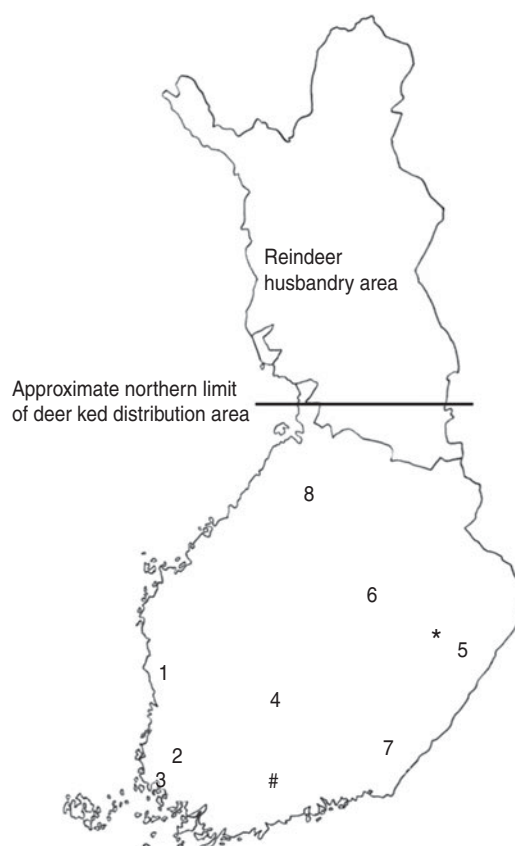 Reindeer
husbandry area
Approximate northern limit
of deer ked distribution area
8
6
*
5
1
4
7
2
3
#